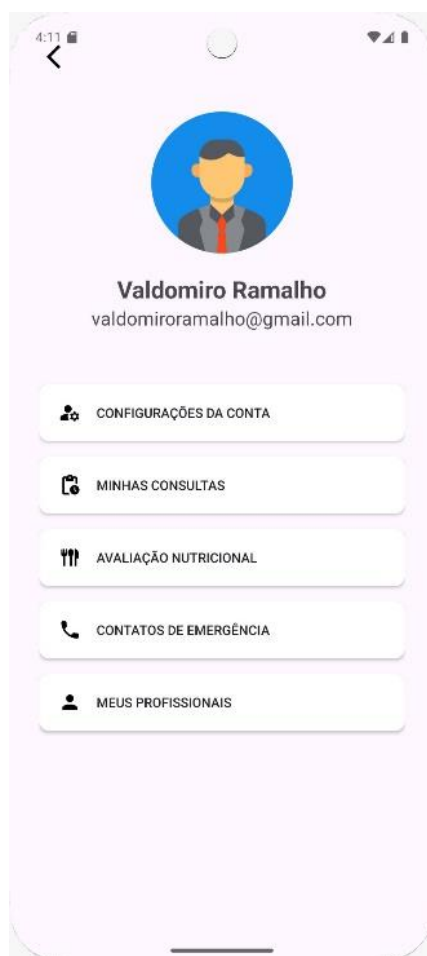 4:11
Valdomiro Ramalho
valdomiroramalho@gmail.com
CONFIGURAÇÕES DA CONTA
MINHAS CONSULTAS
AVALIAÇÃO NUTRICIONAL
CONTATOS DE EMERGÊNCIA
MEUS PROFISSIONAIS